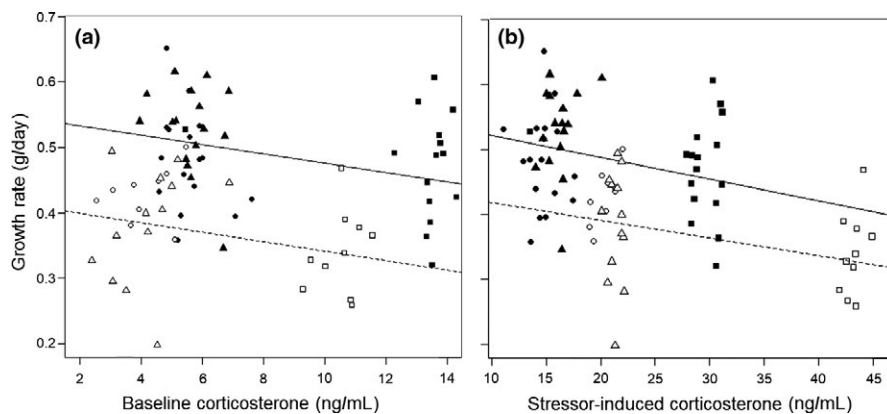 (a)
(b)
Growth rate (g/day)
0.7
0.6
0.5
0.4
0.3
0.2
2 4 6 8 10 12 14
10 15 20 25 30 35 40 45
Baseline corticosterone (ng/mL)
Stressor-induced corticosterone (ng/mL)